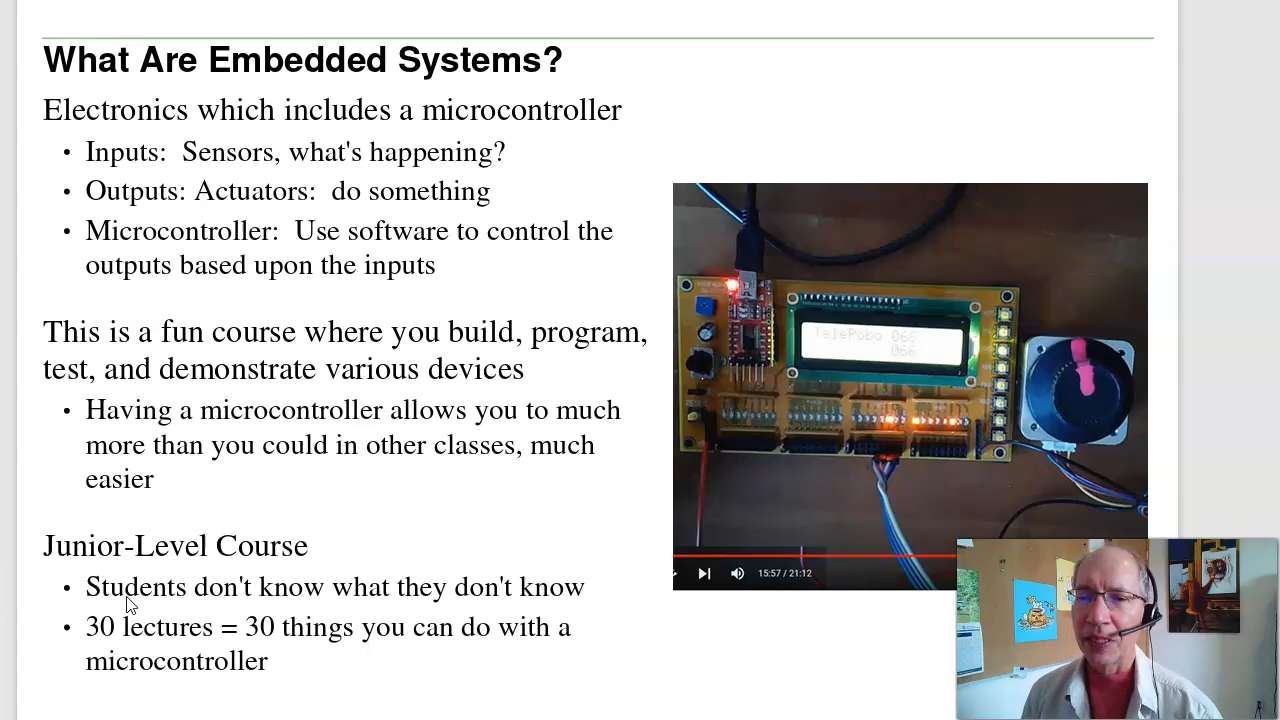 What Are Embedded Systems?
Electronics which includes a microcontroller
• Inputs:  Sensors, what's happening?
• Outputs: Actuators:  do something
• Microcontroller:  Use software to control the
outputs based upon the inputs
This is a fun course where you build, program,
test, and demonstrate various devices
• Having a microcontroller allows you to much
more than you could in other classes, much
easier
Junior-Level Course
• Students don't know what they don't know
• 30 lectures = 30 things you can do with a
microcontroller
TeleRobo 066
066
15:57 / 21:12